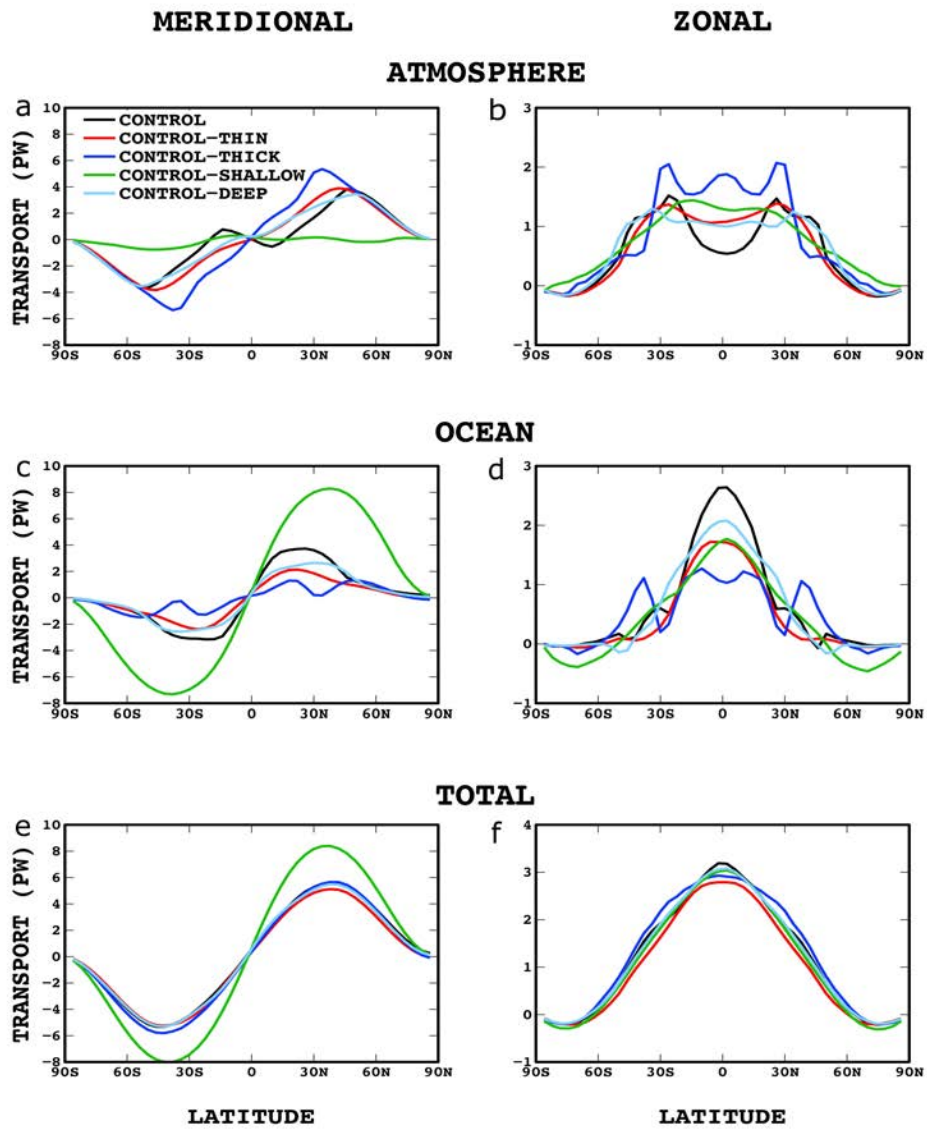 MERIDIONAL ZONAL
ATMOSPHERE
a b
CONTROL
CONTROL-THIN
CONTROL-THICK
CONTROL-SHALLOW
CONTROL-DEEP
TRANSPORT (PW)
10
8
6
4
2
0
-2
-4
-6
-8
90S 60S 30S 0 30N 60N 90N
3
2
1
0
-1
90S 60S 30S 0 30N 60N 90N
OCEAN
c d
TRANSPORT (PW)
10
8
6
4
2
0
-2
-4
-6
-8
90S 60S 30S 0 30N 60N 90N
3
2
1
0
-1
90S 60S 30S 0 30N 60N 90N
TOTAL
e f
TRANSPORT (PW)
10
8
6
4
2
0
-2
-4
-6
-8
90S 60S 30S 0 30N 60N 90N
4
3
2
1
0
-1
90S 60S 30S 0 30N 60N 90N
LATITUDE LATITUDE